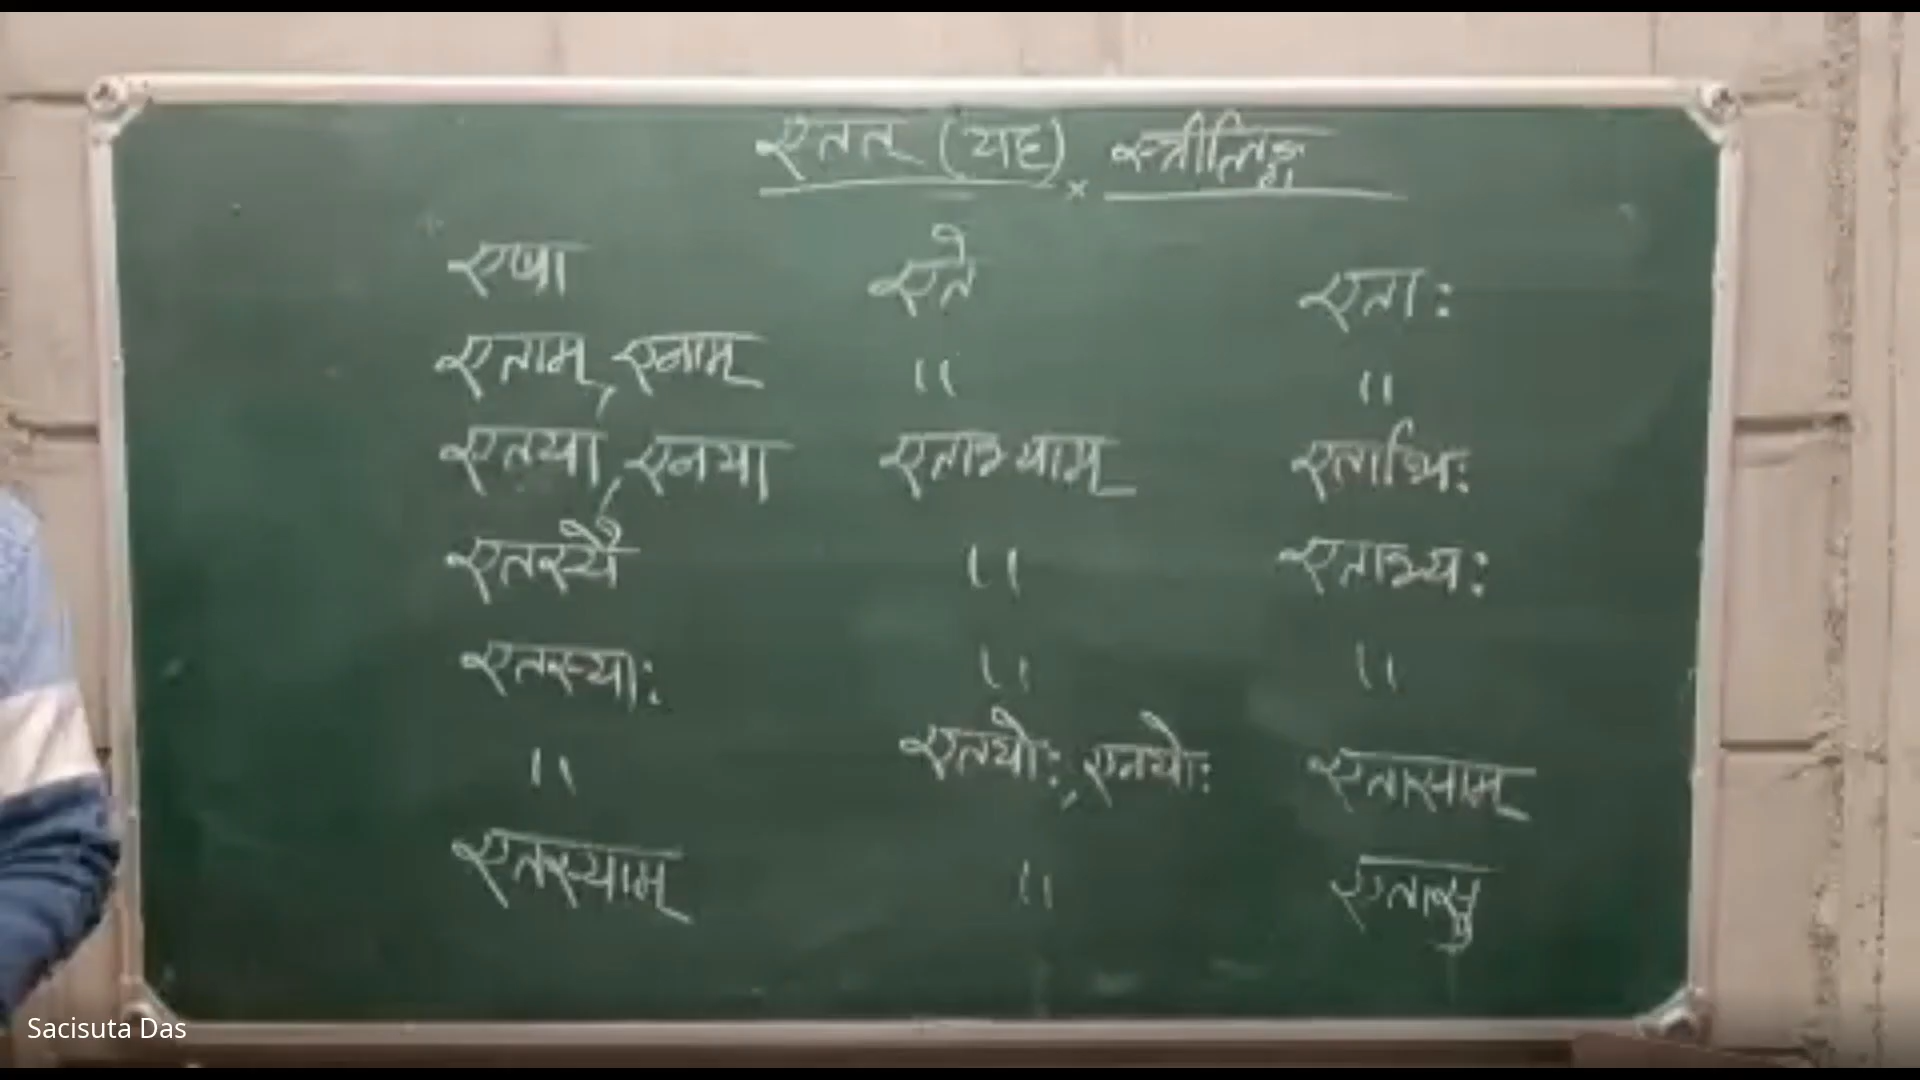 एतत् (यह) × स्त्रीलिङ्ग
एषा एते एताः
एताम्, एनाम् " "
एतया, एनया एताभ्याम् एताभिः
एतस्यै " एताभ्यः
एतस्याः " "
" एतयोः, एनयोः एतासाम्
एतस्याम् " एतासु
Sacisuta Das